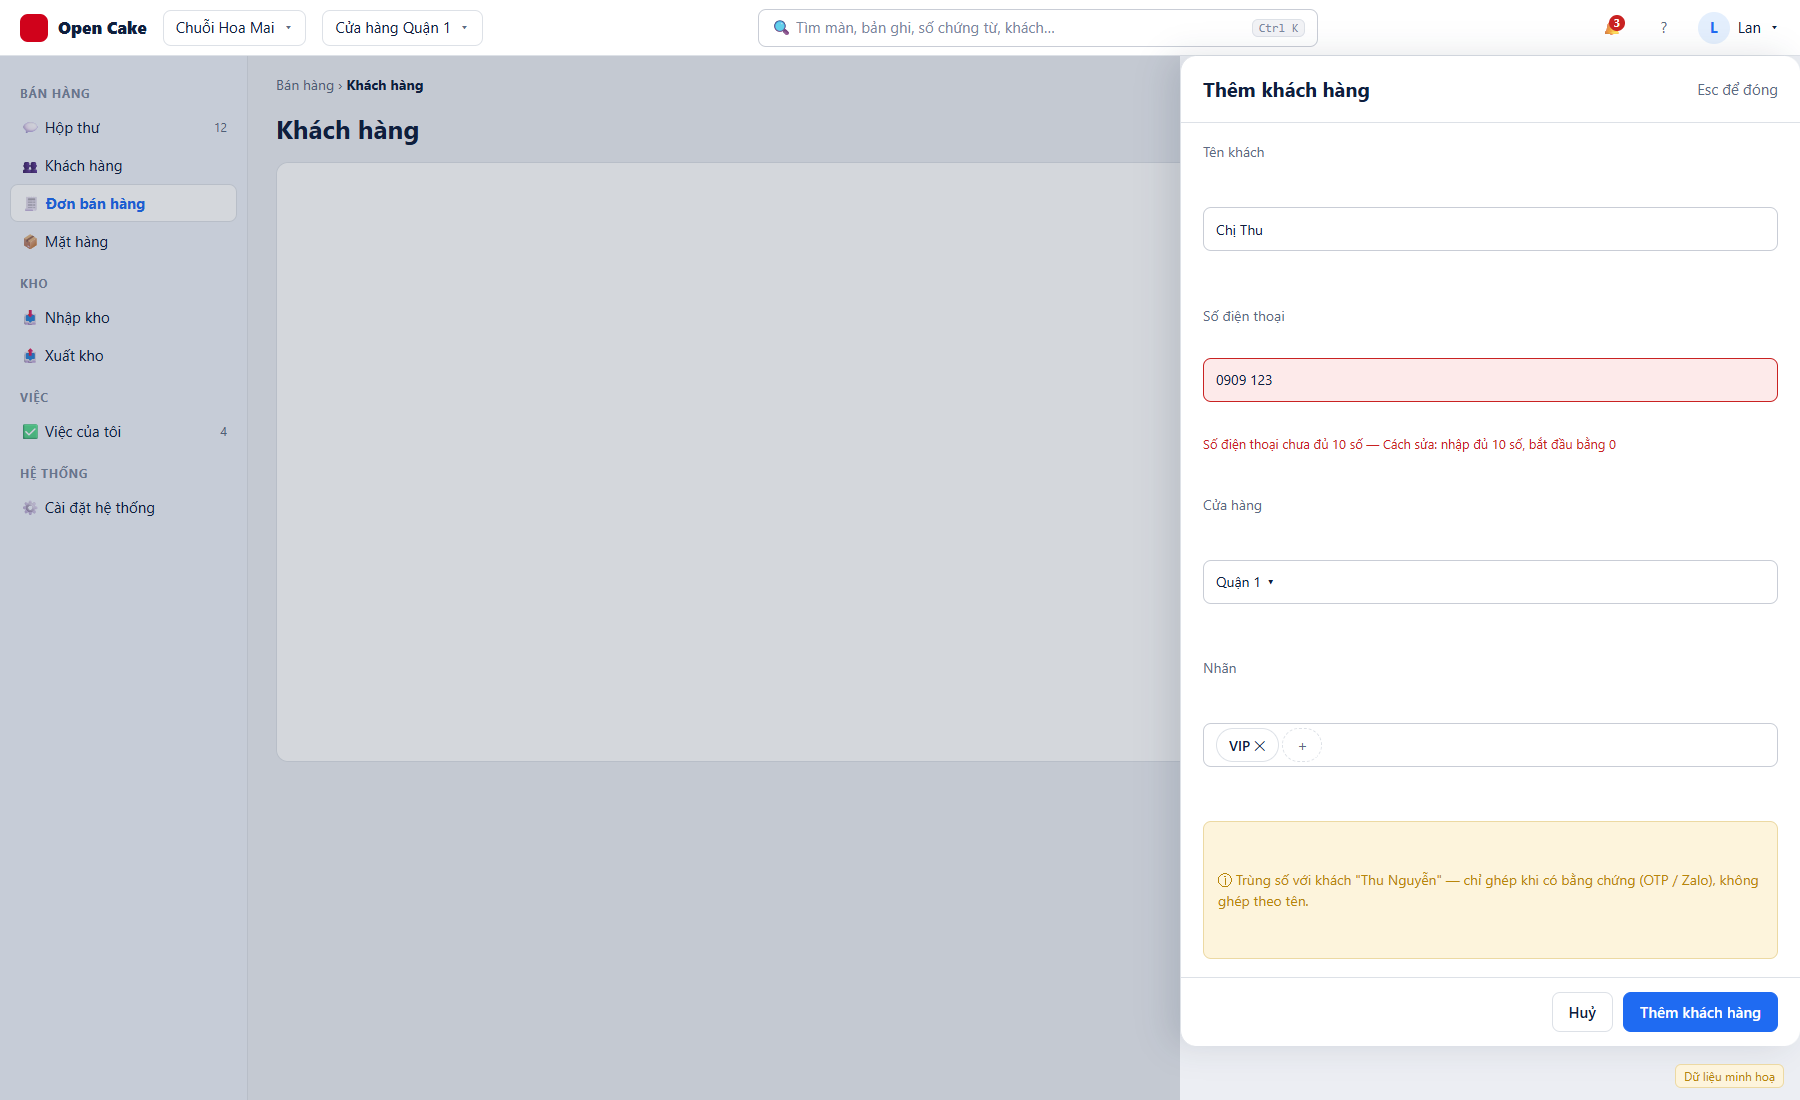 Open Cake
Chuỗi Hoa Mai
Cửa hàng Quận 1
Tìm màn, bản ghi, số chứng từ, khách...
Ctrl K
3
?
L
Lan
BÁN HÀNG
Hộp thư 12
Khách hàng
Đơn bán hàng
Mặt hàng
KHO
Nhập kho
Xuất kho
VIỆC
Việc của tôi 4
HỆ THỐNG
Cài đặt hệ thống
Bán hàng › Khách hàng
Khách hàng
Thêm khách hàng
Esc để đóng
Tên khách
Chị Thu
Số điện thoại
0909 123
Số điện thoại chưa đủ 10 số — Cách sửa: nhập đủ 10 số, bắt đầu bằng 0
Cửa hàng
Quận 1
Nhãn
VIP
+
ⓘ Trùng số với khách "Thu Nguyễn" — chỉ ghép khi có bằng chứng (OTP / Zalo), không
ghép theo tên.
Huỷ
Thêm khách hàng
Dữ liệu minh hoạ